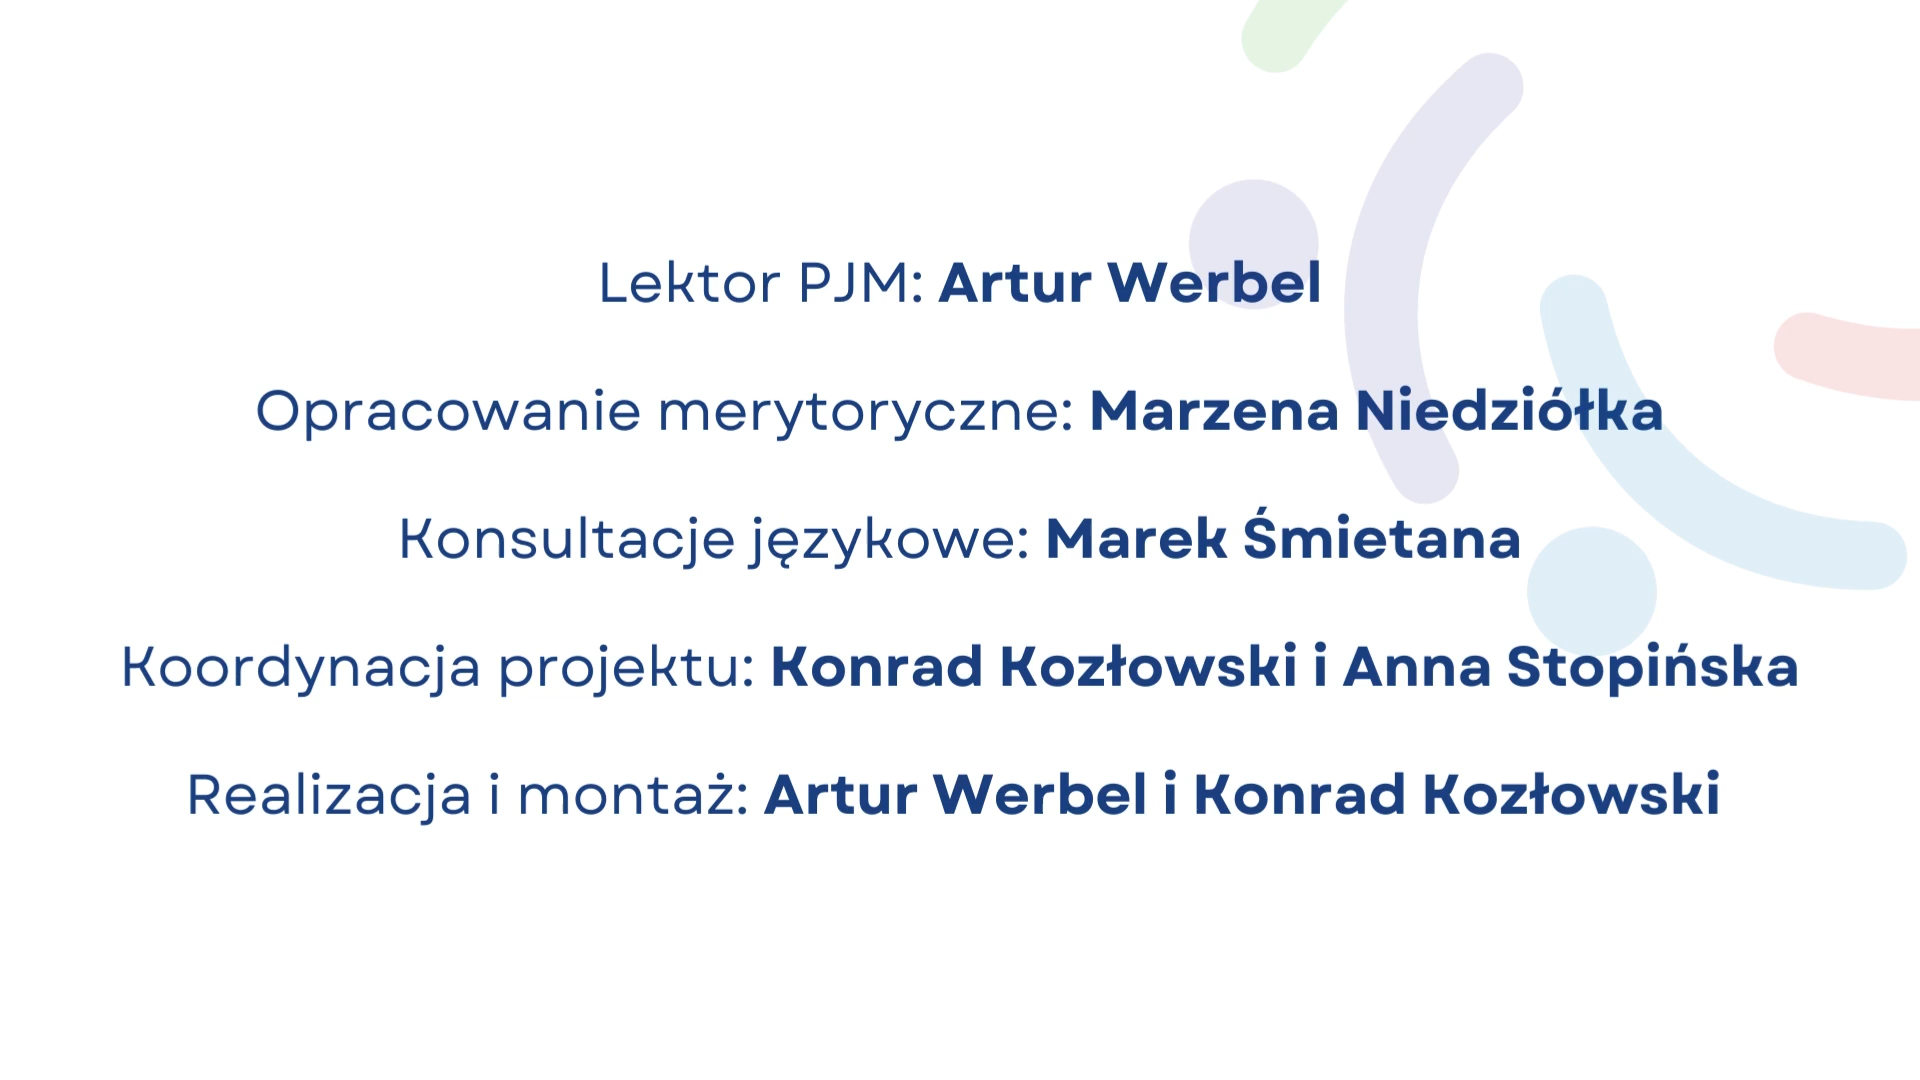 Lektor PJM: Artur Werbel
Opracowanie merytoryczne: Marzena Niedziółka
Konsultacje językowe: Marek Śmietana
Koordynacja projektu: Konrad Kozłowski i Anna Stopińska
Realizacja i montaż: Artur Werbel i Konrad Kozłowski